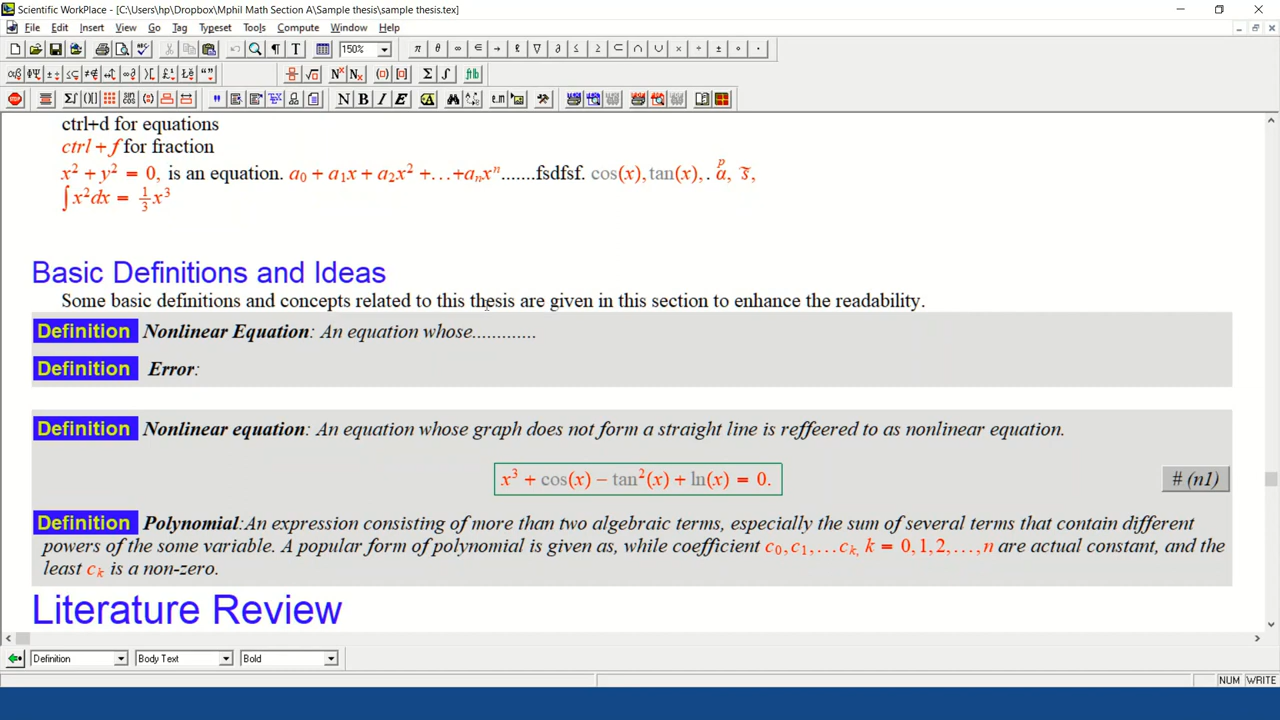 Scientific WorkPlace - [C:\Users\hp\Dropbox\Mphil Math Section A\Sample thesis\sample thesis.tex]
File Edit Insert View Go Tag Typeset Tools Compute Window Help
150% π θ ∞ ∈ → ℓ ∇ ∂ ≤ ≥ ⊂ ∩ ∪ × ÷ ± ∘ ·
N B I E
ctrl+d for equations
ctrl + f for fraction
x² + y² = 0, is an equation. a₀ + a₁x + a₂x² +…+aₙxⁿ.......fsdfsf. cos(x), tan(x), . α̇ᵖ, ℑ,
∫x²dx = 1/3 x³
Basic Definitions and Ideas
Some basic definitions and concepts related to this thesis are given in this section to enhance the readability.
Definition Nonlinear Equation: An equation whose.............
Definition Error:
Definition Nonlinear equation: An equation whose graph does not form a straight line is reffeered to as nonlinear equation.
x³ + cos(x) − tan²(x) + ln(x) = 0. # (n1)
Definition Polynomial:An expression consisting of more than two algebraic terms, especially the sum of several terms that contain different
powers of the some variable. A popular form of polynomial is given as, while coefficient c₀, c₁, …cₖ, k = 0, 1, 2, …, n are actual constant, and the
least cₖ is a non-zero.
Literature Review
Definition Body Text Bold
NUM WRITE